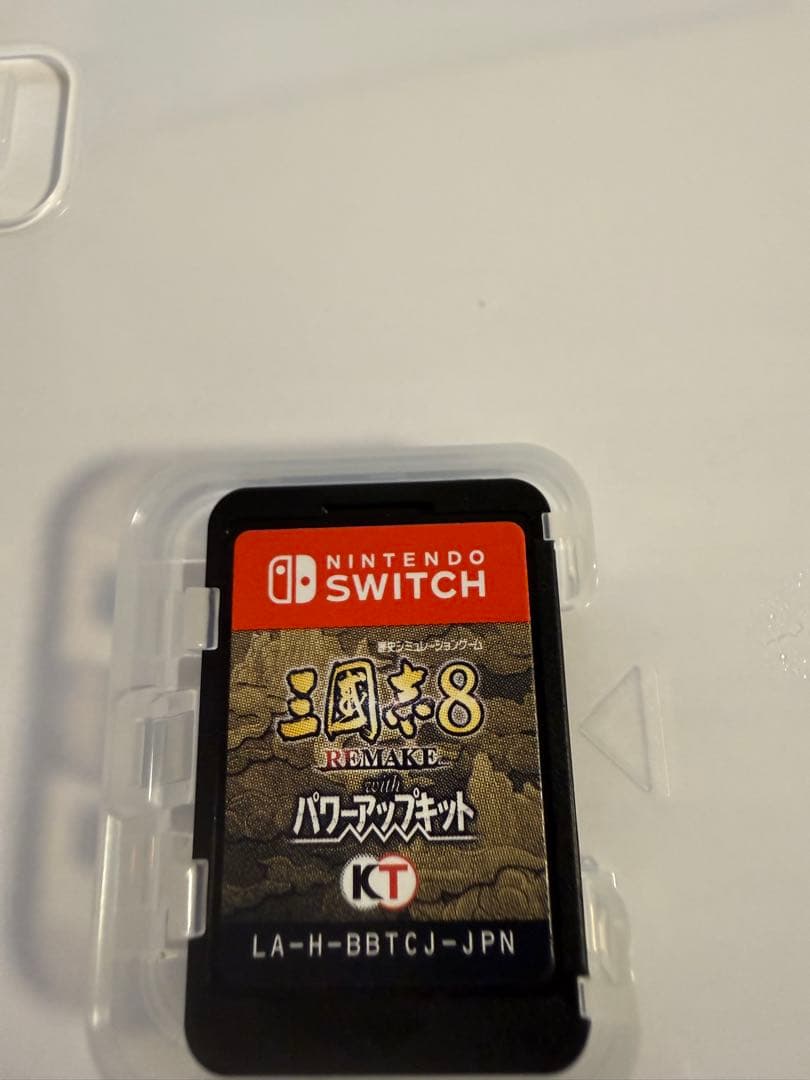 NINTENDO
SWITCH
歴史シミュレーションゲーム
三國志8
REMAKE
with
パワーアップキット
KT
LA-H-BBTCJ-JPN